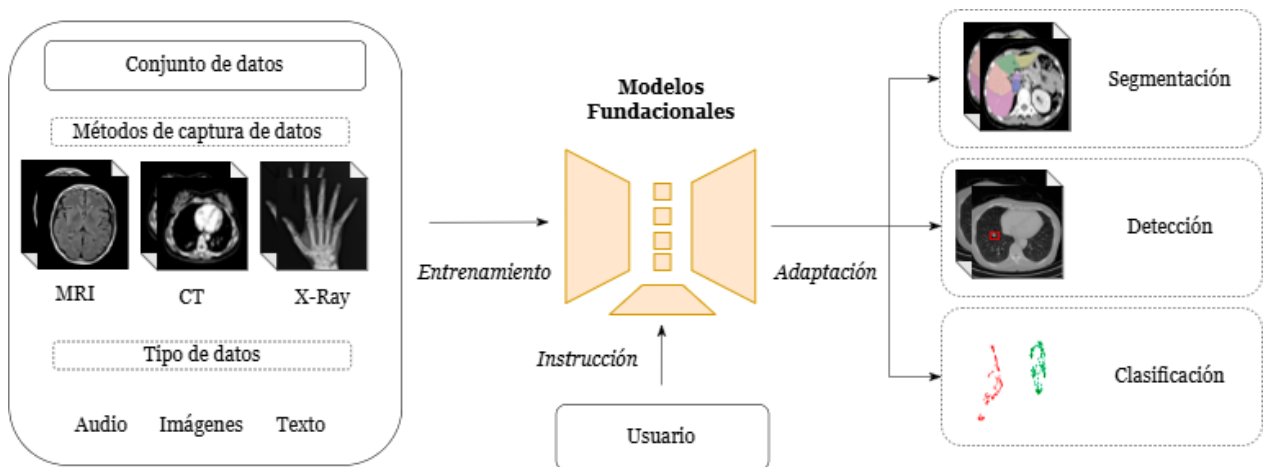 Conjunto de datos
Métodos de captura de datos
MRI
CT
X-Ray
Tipo de datos
Audio
Imágenes
Texto
Entrenamiento
Modelos
Fundacionales
Instrucción
Usuario
Adaptación
Segmentación
Detección
Clasificación